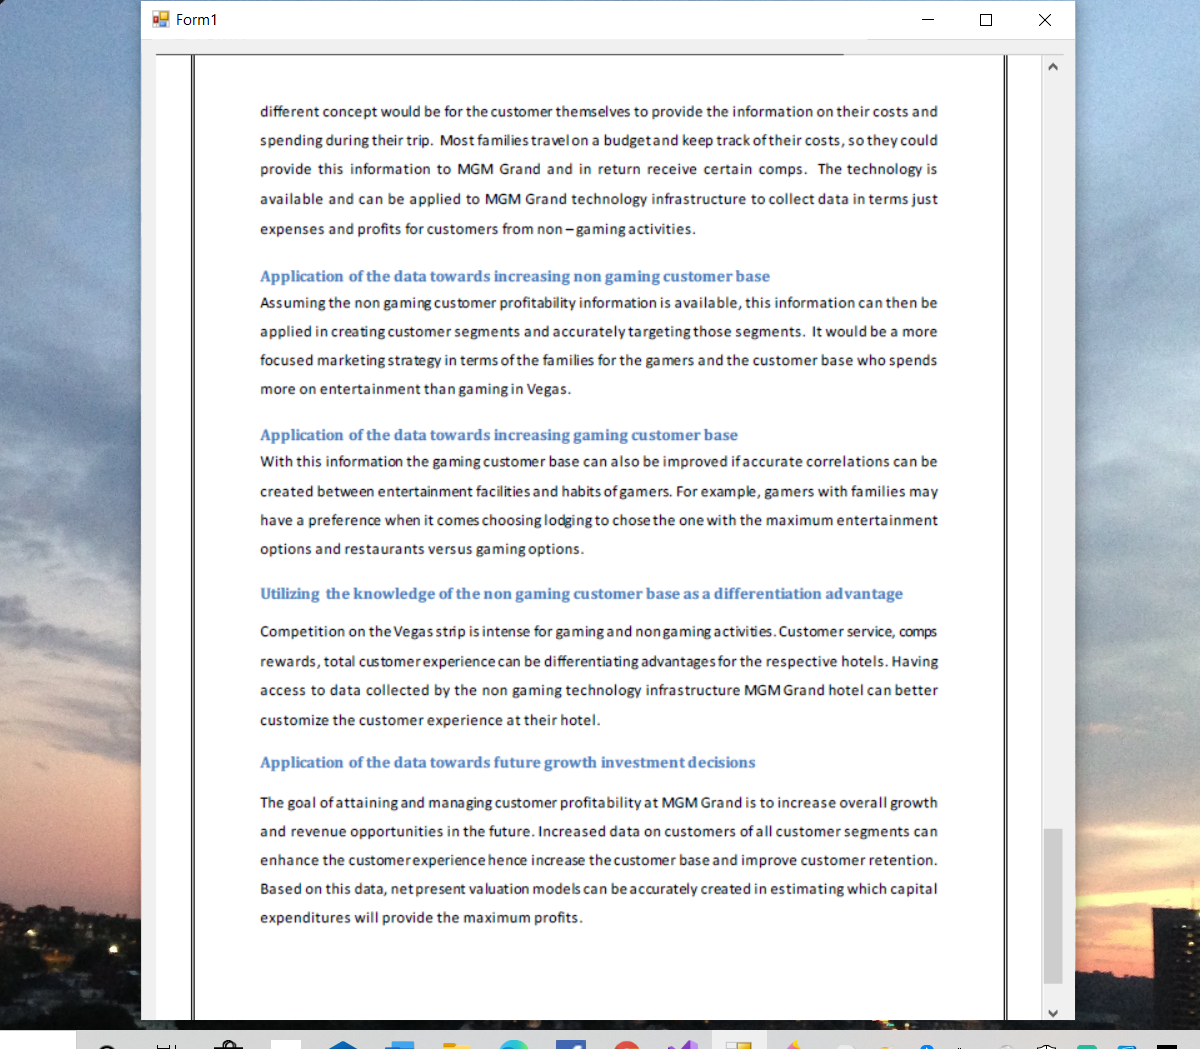 Form1
different concept would be for the customer themselves to provide the information on their costs and
spending during their trip. Most families travel on a budget and keep track of their costs, so they could
provide this information to MGM Grand and in return receive certain comps. The technology is
available and can be applied to MGM Grand technology infrastructure to collect data in terms just
expenses and profits for customers from non – gaming activities.
Application of the data towards increasing non gaming customer base
Assuming the non gaming customer profitability information is available, this information can then be
applied in creating customer segments and accurately targeting those segments. It would be a more
focused marketing strategy in terms of the families for the gamers and the customer base who spends
more on entertainment than gaming in Vegas.
Application of the data towards increasing gaming customer base
With this information the gaming customer base can also be improved if accurate correlations can be
created between entertainment facilities and habits of gamers. For example, gamers with families may
have a preference when it comes choosing lodging to chose the one with the maximum entertainment
options and restaurants versus gaming options.
Utilizing the knowledge of the non gaming customer base as a differentiation advantage
Competition on the Vegas strip is intense for gaming and non gaming activities. Customer service, comps
rewards, total customer experience can be differentiating advantages for the respective hotels. Having
access to data collected by the non gaming technology infrastructure MGM Grand hotel can better
customize the customer experience at their hotel.
Application of the data towards future growth investment decisions
The goal of attaining and managing customer profitability at MGM Grand is to increase overall growth
and revenue opportunities in the future. Increased data on customers of all customer segments can
enhance the customer experience hence increase the customer base and improve customer retention.
Based on this data, net present valuation models can be accurately created in estimating which capital
expenditures will provide the maximum profits.